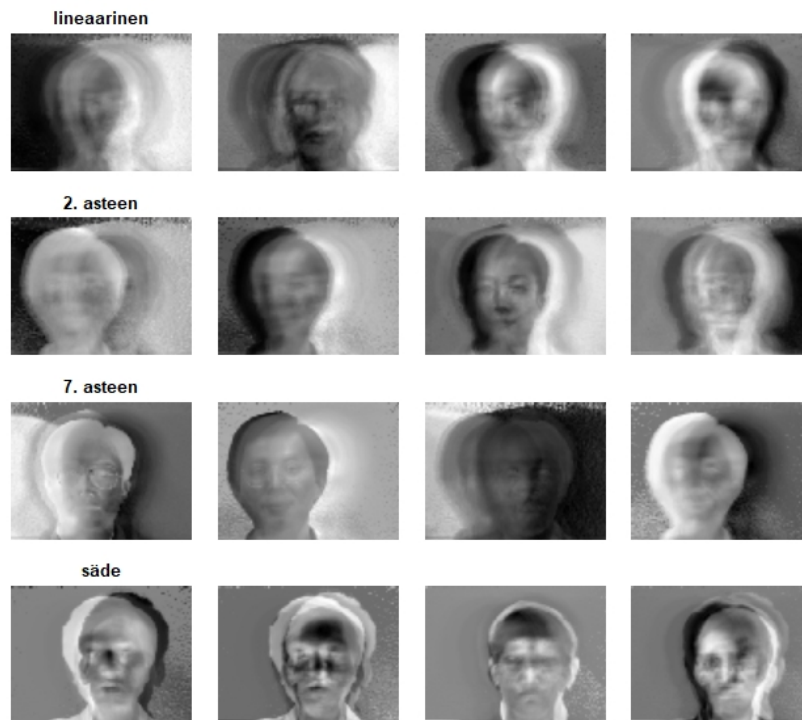 lineaarinen
2. asteen
7. asteen
säde